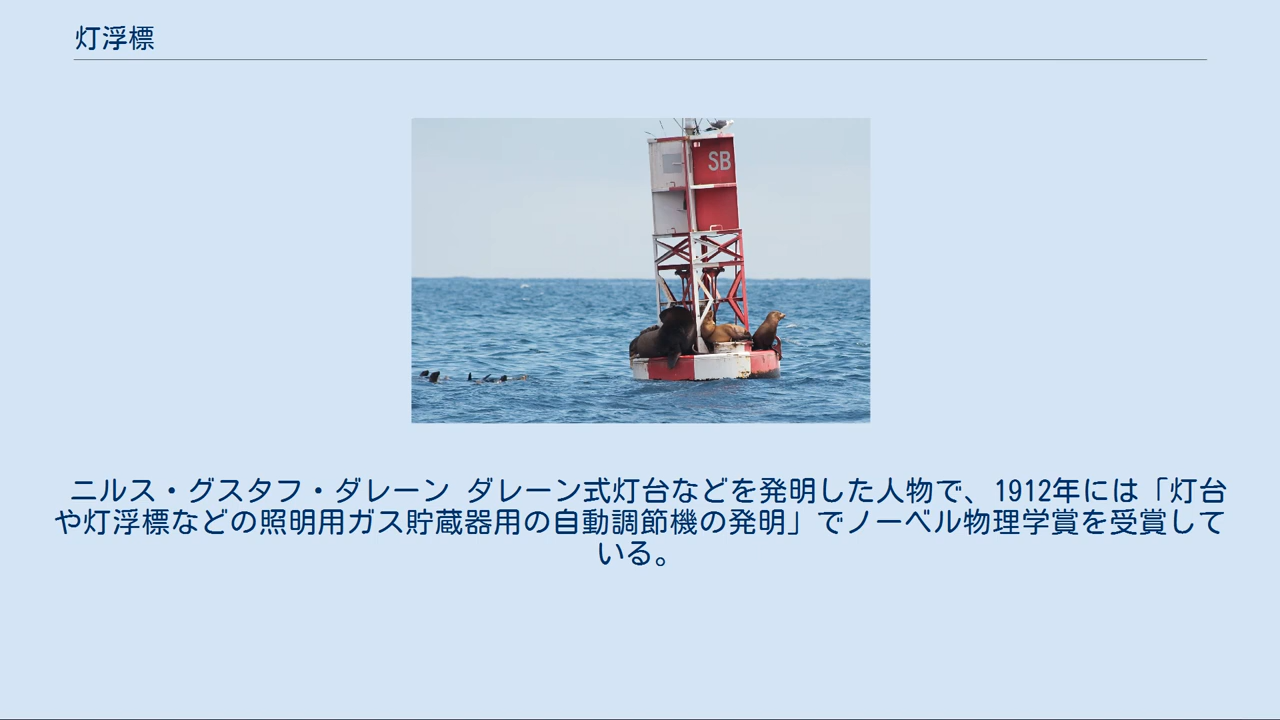 灯浮標
SB
ニルス・グスタフ・ダレーン ダレーン式灯台などを発明した人物で、1912年には「灯台
や灯浮標などの照明用ガス貯蔵器用の自動調節機の発明」でノーベル物理学賞を受賞して
いる。